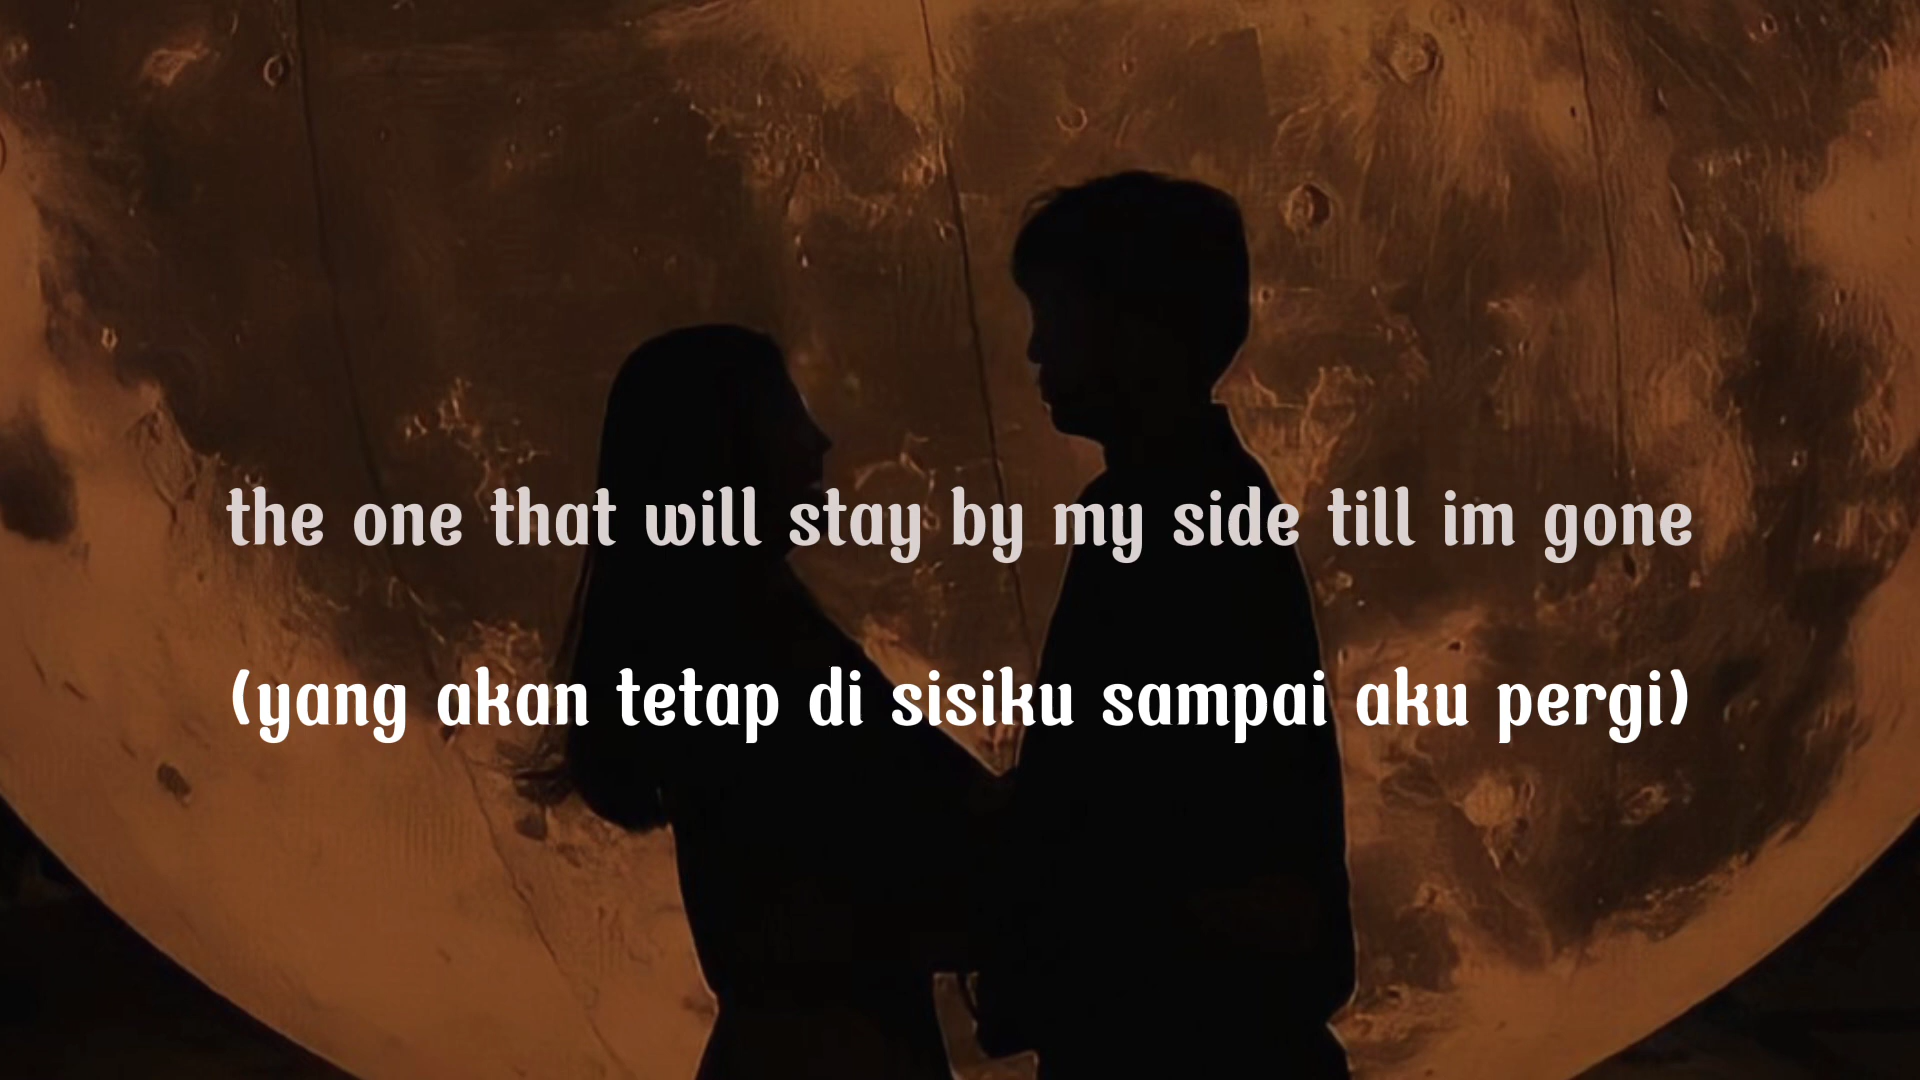 the one that will stay by my side till im gone
(yang akan tetap di sisiku sampai aku pergi)